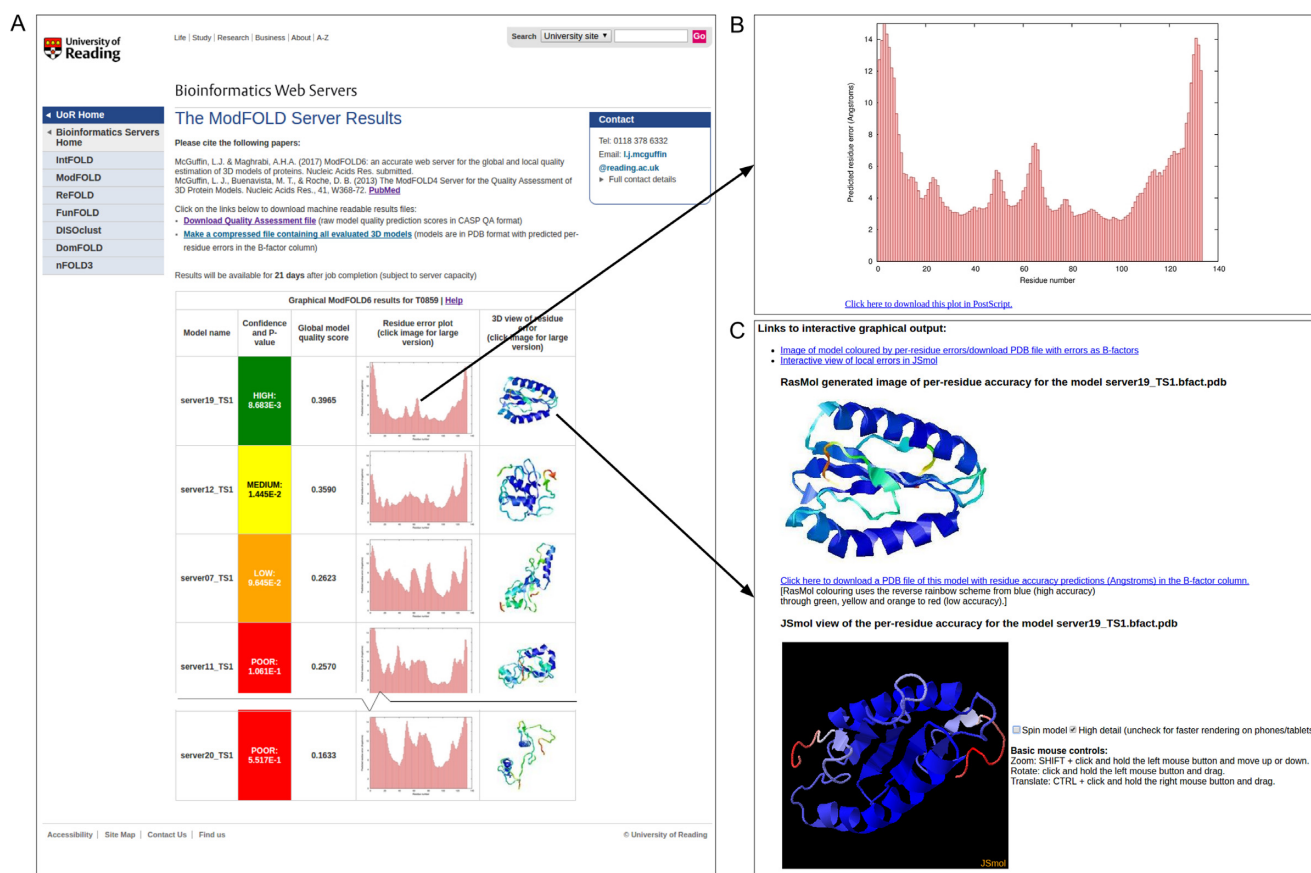 A
University of
Reading
Life | Study | Research | Business | About | A-Z
Search University site ▼ Go
Bioinformatics Web Servers
◄ UoR Home
◄ Bioinformatics Servers
Home
IntFOLD
ModFOLD
ReFOLD
FunFOLD
DISOclust
DomFOLD
nFOLD3
The ModFOLD Server Results
Please cite the following papers:
McGuffin, L.J. & Maghrabi, A.H.A. (2017) ModFOLD6: an accurate web server for the global and local quality
estimation of 3D models of proteins. Nucleic Acids Res. submitted.
McGuffin, L. J., Buenavista, M. T., & Roche, D. B. (2013) The ModFOLD4 Server for the Quality Assessment of
3D Protein Models. Nucleic Acids Res., 41, W368-72. PubMed
Click on the links below to download machine readable results files:
• Download Quality Assessment file (raw model quality prediction scores in CASP QA format)
• Make a compressed file containing all evaluated 3D models (models are in PDB format with predicted per-
residue errors in the B-factor column)
Results will be available for 21 days after job completion (subject to server capacity)
Contact
Tel: 0118 378 6332
Email: l.j.mcguffin
@reading.ac.uk
► Full contact details
Graphical ModFOLD6 results for T0859 | Help
Model name
Confidence
and P-
value
Global model
quality score
Residue error plot
(click image for large
version)
3D view of residue
error
(click image for large
version)
server19_TS1
HIGH:
8.683E-3
0.3965
server12_TS1
MEDIUM:
1.445E-2
0.3590
server07_TS1
LOW:
9.645E-2
0.2623
server11_TS1
POOR:
1.061E-1
0.2570
server20_TS1
POOR:
5.517E-1
0.1633
Accessibility | Site Map | Contact Us | Find us
© University of Reading
B
Predicted residue error (Angstroms)
14
12
10
8
6
4
2
0
0 20 40 60 80 100 120 140
Residue number
Click here to download this plot in PostScript.
C
Links to interactive graphical output:
• Image of model coloured by per-residue errors/download PDB file with errors as B-factors
• Interactive view of local errors in JSmol
RasMol generated image of per-residue accuracy for the model server19_TS1.bfact.pdb
Click here to download a PDB file of this model with residue accuracy predictions (Angstroms) in the B-factor column.
[RasMol colouring uses the reverse rainbow scheme from blue (high accuracy)
through green, yellow and orange to red (low accuracy).]
JSmol view of the per-residue accuracy for the model server19_TS1.bfact.pdb
JSmol
Spin model High detail (uncheck for faster rendering on phones/tablets
Basic mouse controls:
Zoom: SHIFT + click and hold the left mouse button and move up or down.
Rotate: click and hold the left mouse button and drag.
Translate: CTRL + click and hold the right mouse button and drag.